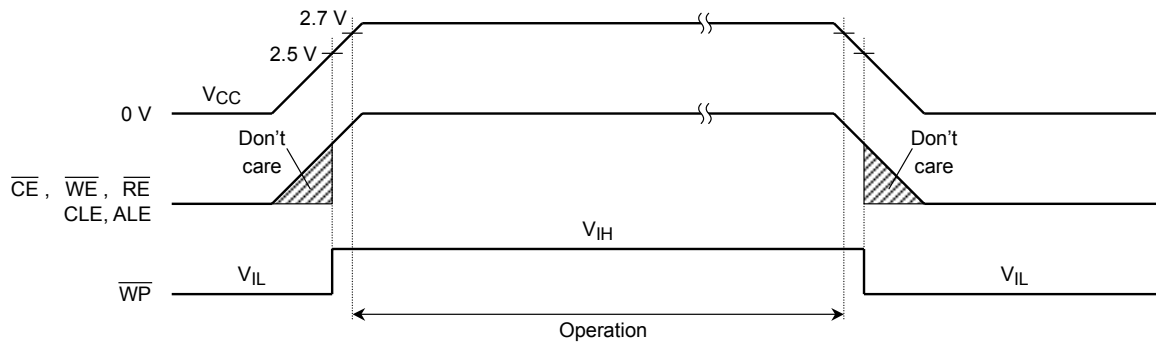 2.7 V
2.5 V
VCC
0 V
Don't
care
Don't
care
CE , WE , RE
CLE, ALE
VIH
VIL
VIL
WP
Operation